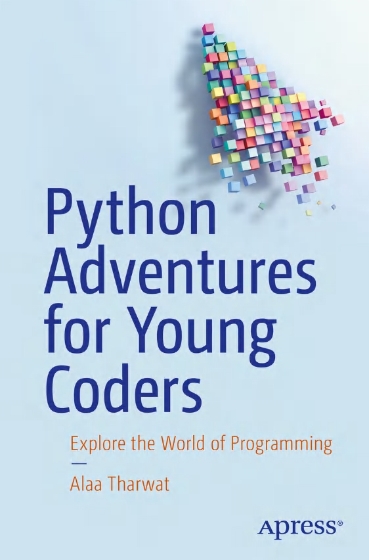 Python
Adventures
for Young
Coders
Explore the World of Programming
Alaa Tharwat
Apress®